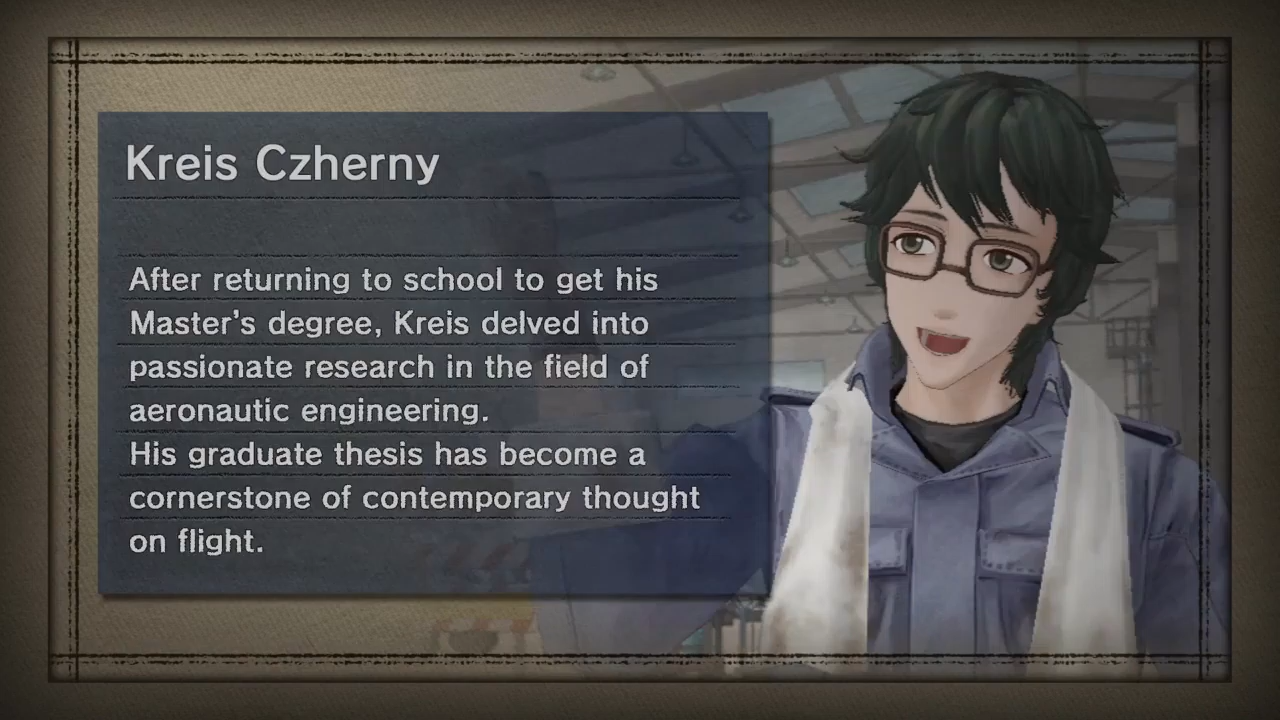 Kreis Czherny
After returning to school to get his
Master's degree, Kreis delved into
passionate research in the field of
aeronautic engineering.
His graduate thesis has become a
cornerstone of contemporary thought
on flight.